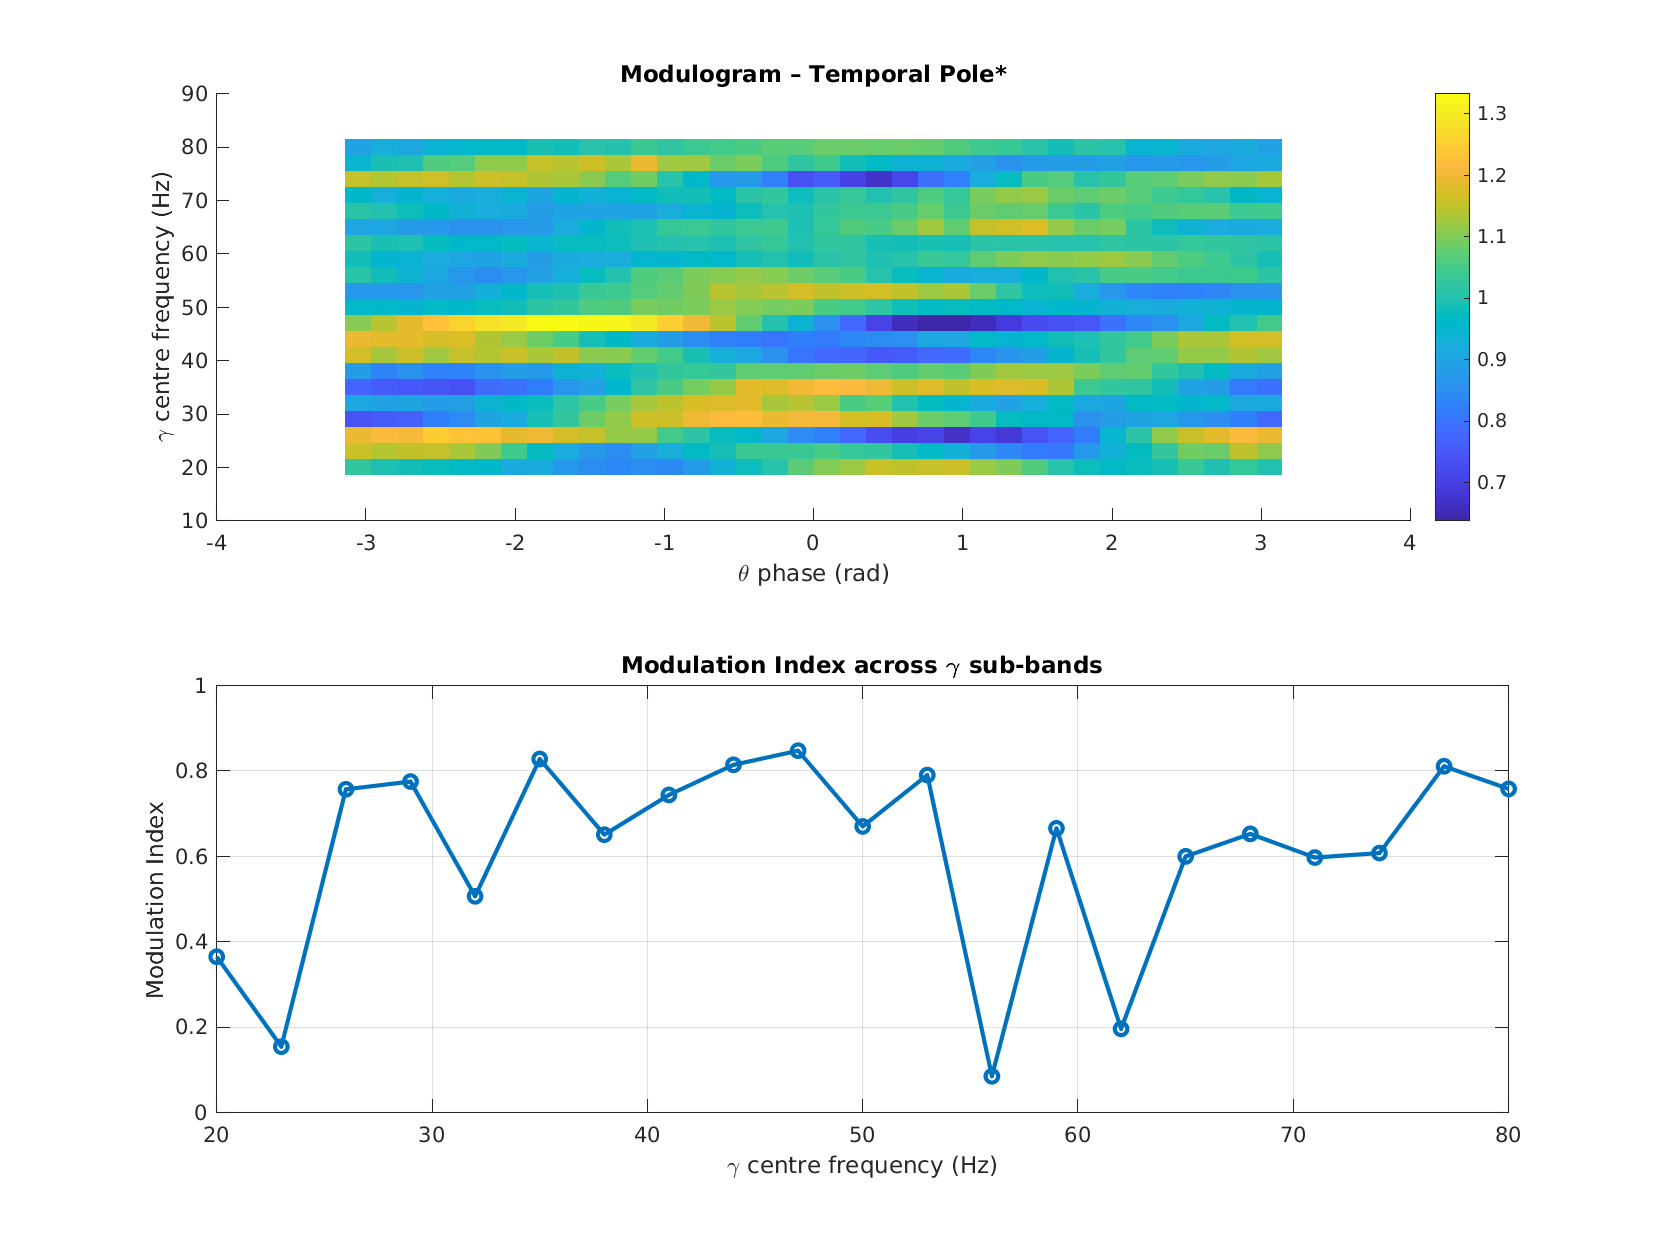 Modulogram – Temporal Pole*
γ centre frequency (Hz)
90
80
70
60
50
40
30
20
10
-4 -3 -2 -1 0 1 2 3 4
θ phase (rad)
1.3
1.2
1.1
1
0.9
0.8
0.7
Modulation Index across γ sub-bands
Modulation Index
1
0.8
0.6
0.4
0.2
0
20 30 40 50 60 70 80
γ centre frequency (Hz)